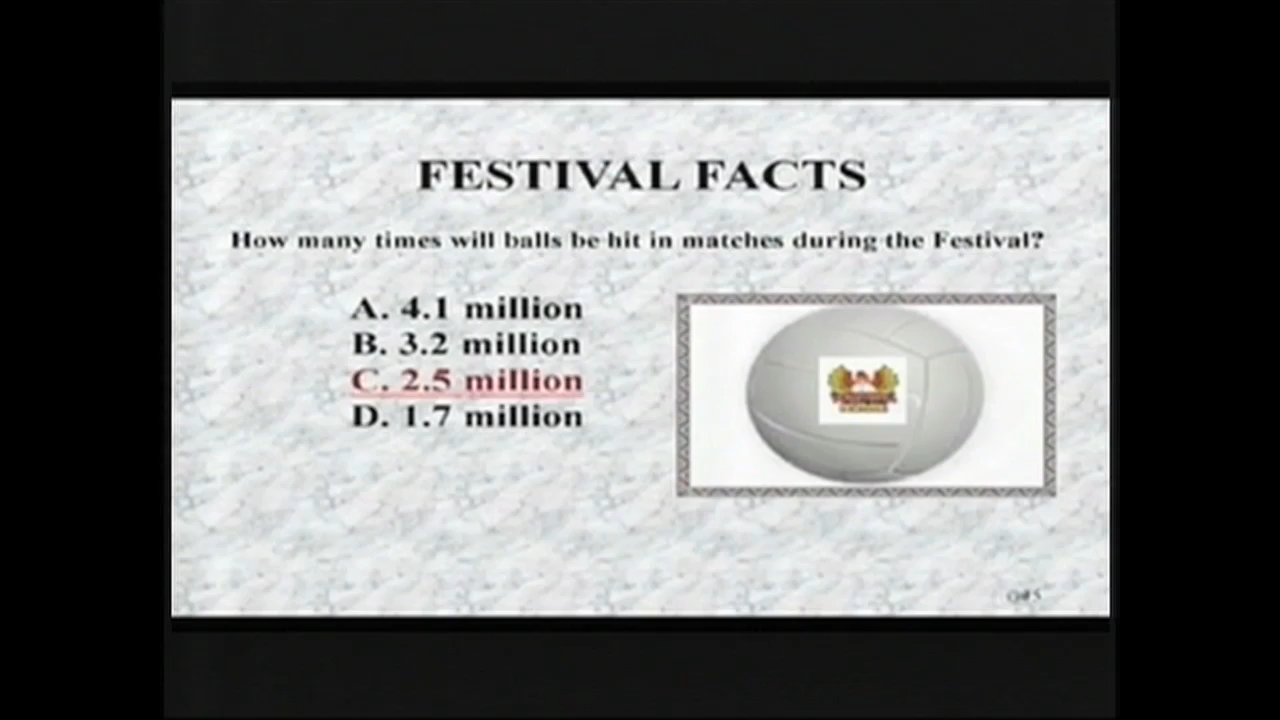 FESTIVAL FACTS
How many times will balls be hit in matches during the Festival?
A. 4.1 million
B. 3.2 million
C. 2.5 million
D. 1.7 million